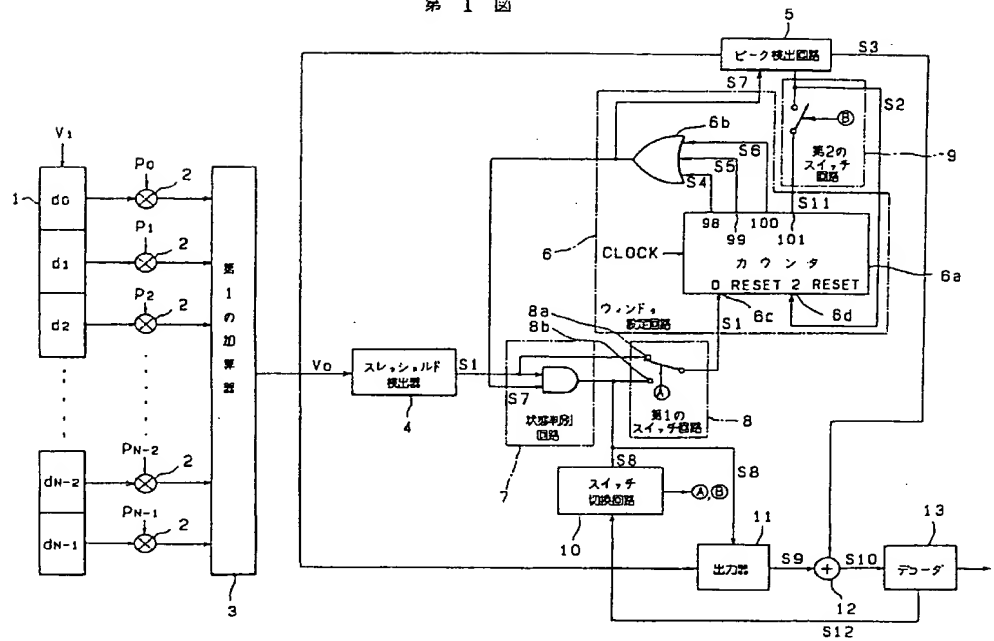 第 1 図
5
ピーク検出回路
S3
S7
S2
V1
6b
B
第2の
スイッチ
回路
9
S6
S5
S4
S11
P0
2
1
d0
P1
2
d1
P2
2
d2
98
99
100
101
カウンタ
0 RESET 2 RESET
6
CLOCK
6a
ウィンドゥ
設定回路
6c
6d
S1
8a
8b
第
1
の
加
算
器
V0
スレッショルド
検出器
S1
4
S7
状態判別
回路
7
A
第1の
スイッチ回路
8
S8
S8
PN-2
2
dN-2
PN-1
2
dN-1
3
スイッチ
切換回路
A,B
10
11
出力器
S9
+
12
S10
13
デコーダ
S12